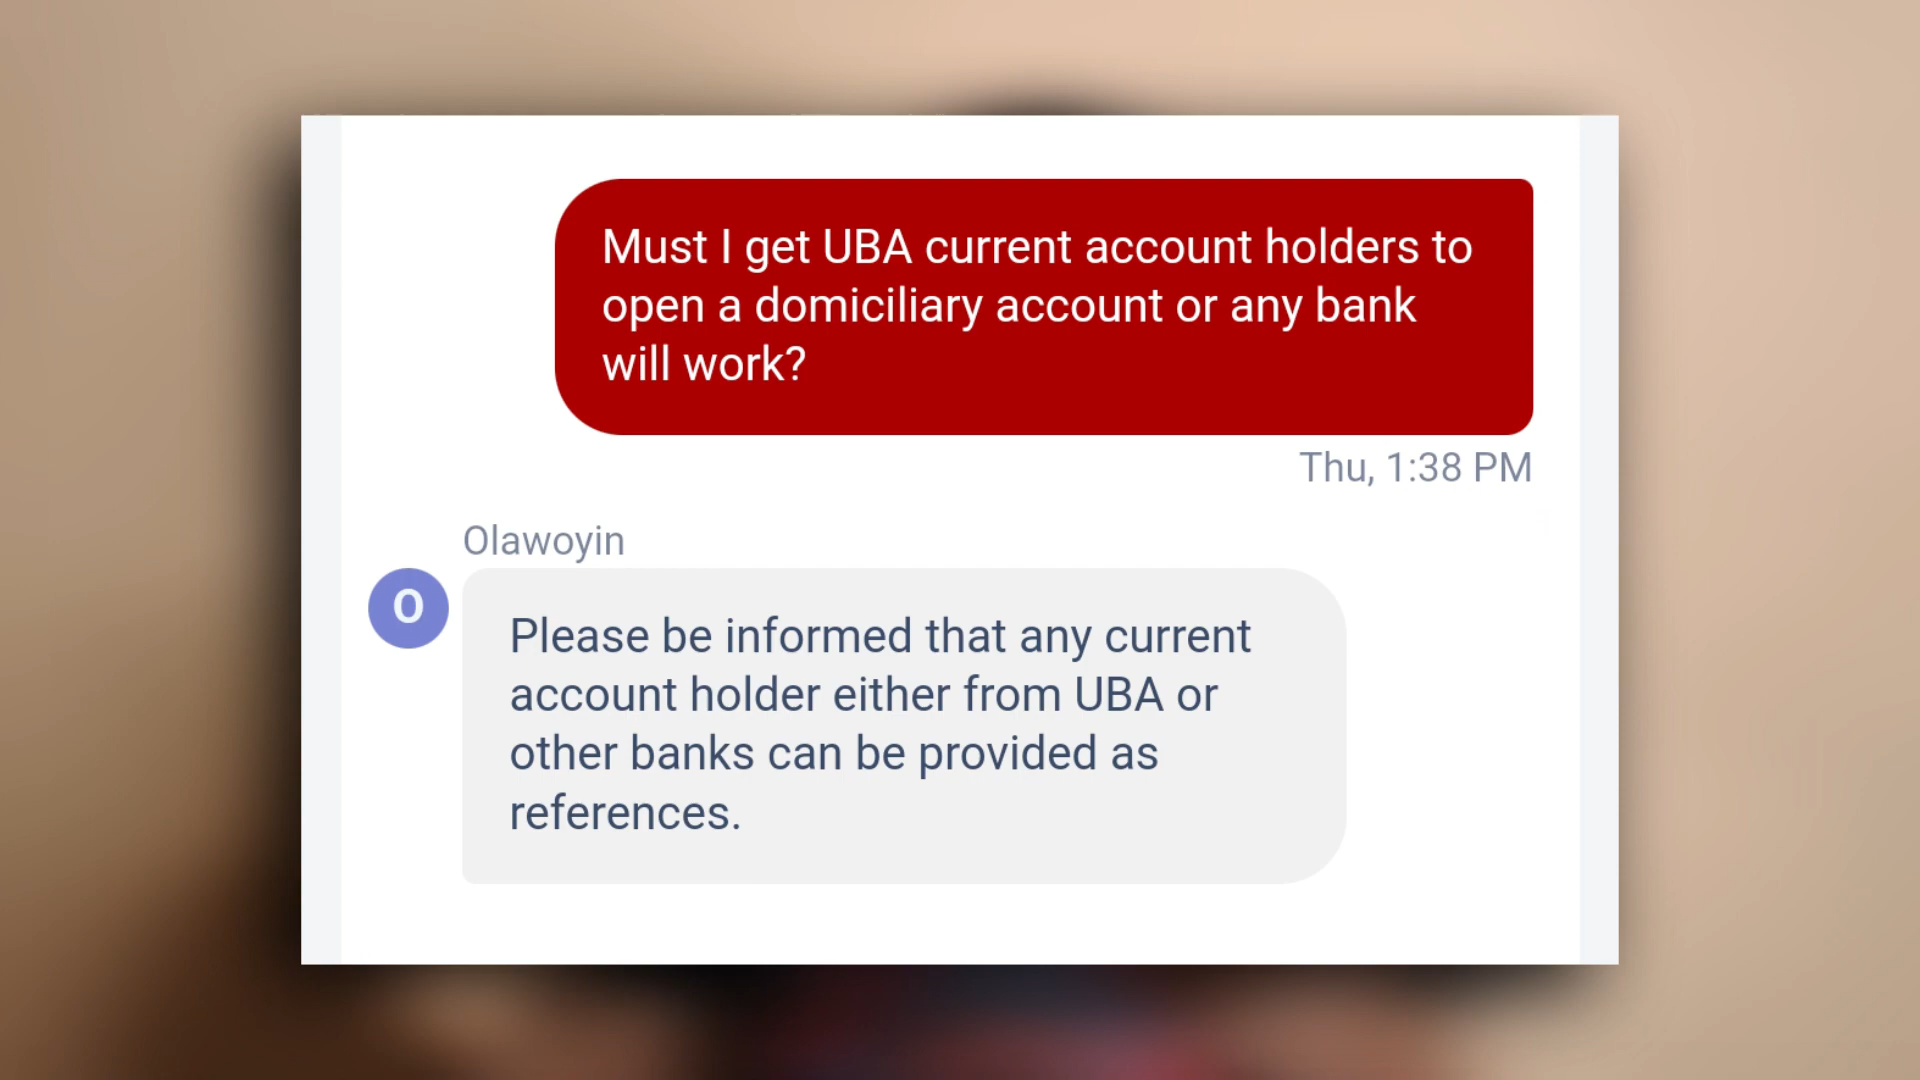 Must I get UBA current account holders to
open a domiciliary account or any bank
will work?
Thu, 1:38 PM
Olawoyin
O
Please be informed that any current
account holder either from UBA or
other banks can be provided as
references.